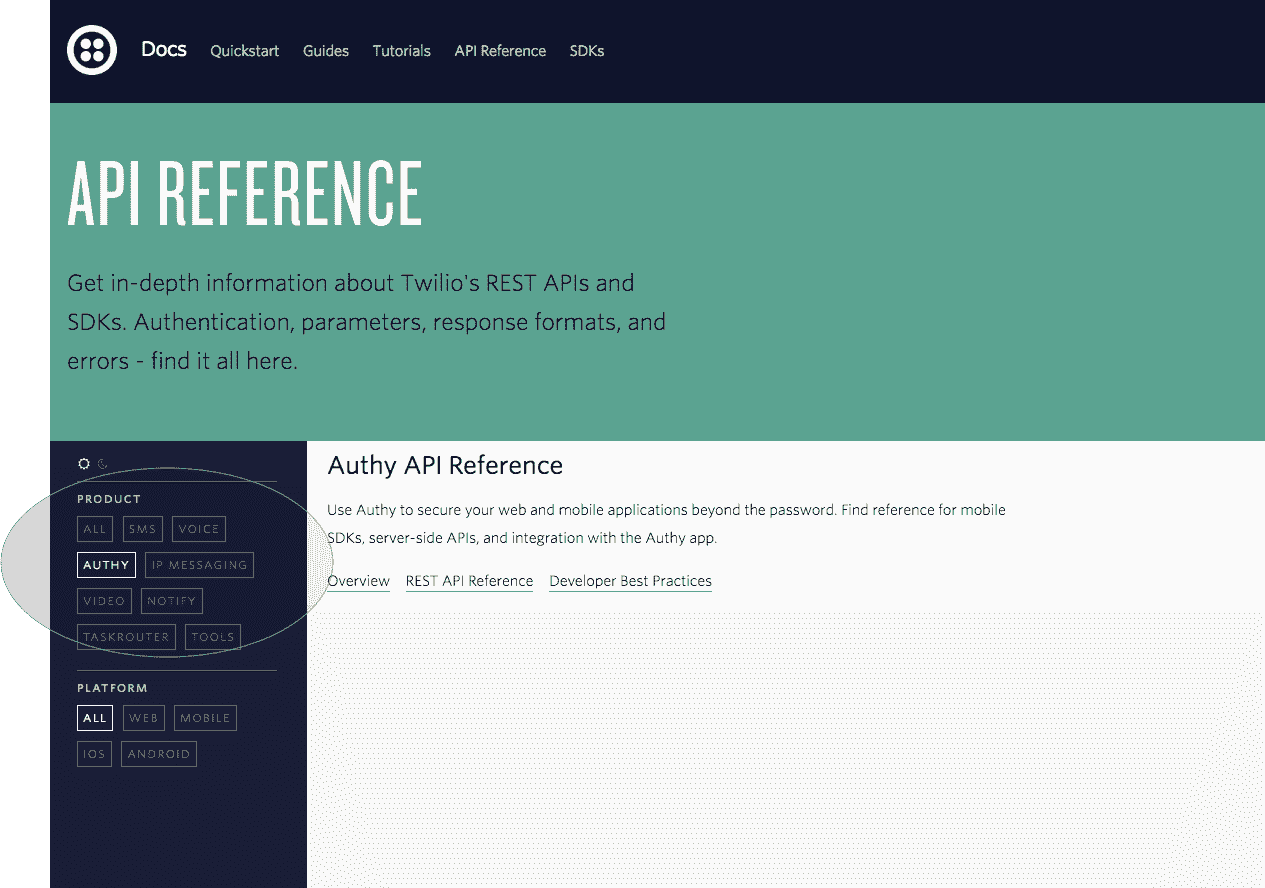 Docs Quickstart Guides Tutorials API Reference SDKs
API REFERENCE
Get in-depth information about Twilio's REST APIs and
SDKs. Authentication, parameters, response formats, and
errors - find it all here.
PRODUCT
ALL SMS VOICE
AUTHY IP MESSAGING
VIDEO NOTIFY
TASKROUTER TOOLS
PLATFORM
ALL WEB MOBILE
IOS ANDROID
Authy API Reference
Use Authy to secure your web and mobile applications beyond the password. Find reference for mobile
SDKs, server-side APIs, and integration with the Authy app.
Overview REST API Reference Developer Best Practices